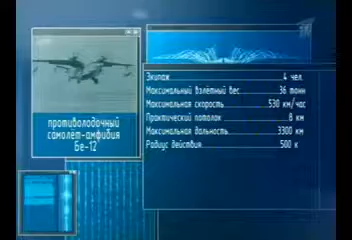 противолодочный
самолет-амфибия
Бе-12
Экипаж 4 чел.
Максимальный взлётный вес 36 тонн
Максимальная скорость 530 км/час
Практический потолок 8 км
Максимальная дальность 3300 км
Радиус действия 500 к